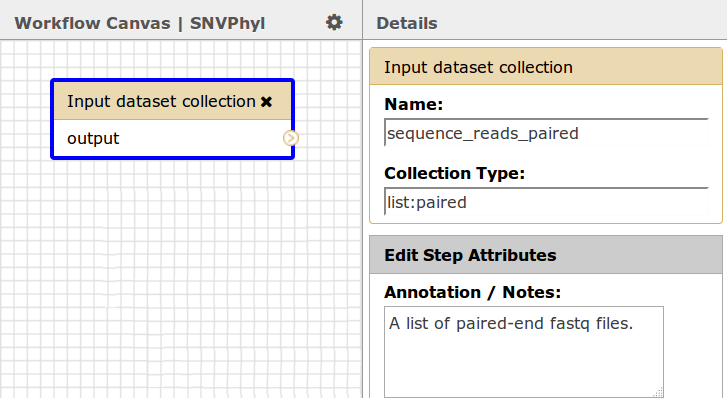 Workflow Canvas | SNVPhyl
Input dataset collection ✖
output
Details
Input dataset collection
Name:
sequence_reads_paired
Collection Type:
list:paired
Edit Step Attributes
Annotation / Notes:
A list of paired-end fastq files.